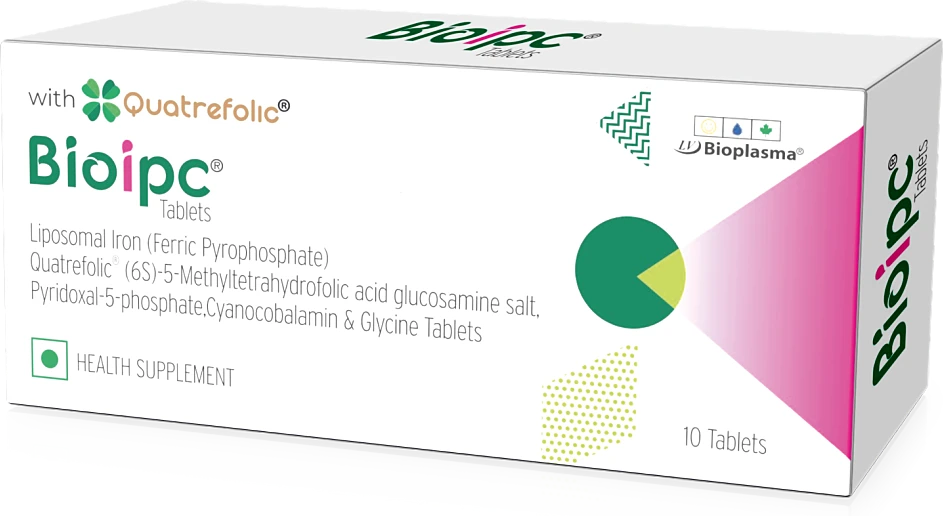 Bioipc®
Tablets
with Quatrefolic®
Bioipc®
Tablets
Liposomal Iron (Ferric Pyrophosphate)
Quatrefolic® (6S)-5-Methyltetrahydrofolic acid glucosamine salt,
Pyridoxal-5-phosphate,Cyanocobalamin & Glycine Tablets
HEALTH SUPPLEMENT
Bioplasma®
10 Tablets
Bioipc®
Tablets